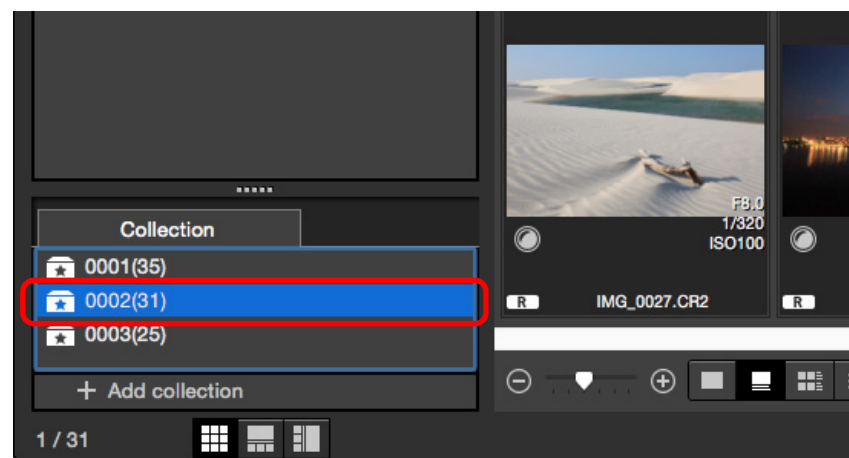 Collection
0001(35)
0002(31)
0003(25)
+ Add collection
1 / 31
F8.0
1/320
ISO100
R IMG_0027.CR2
R